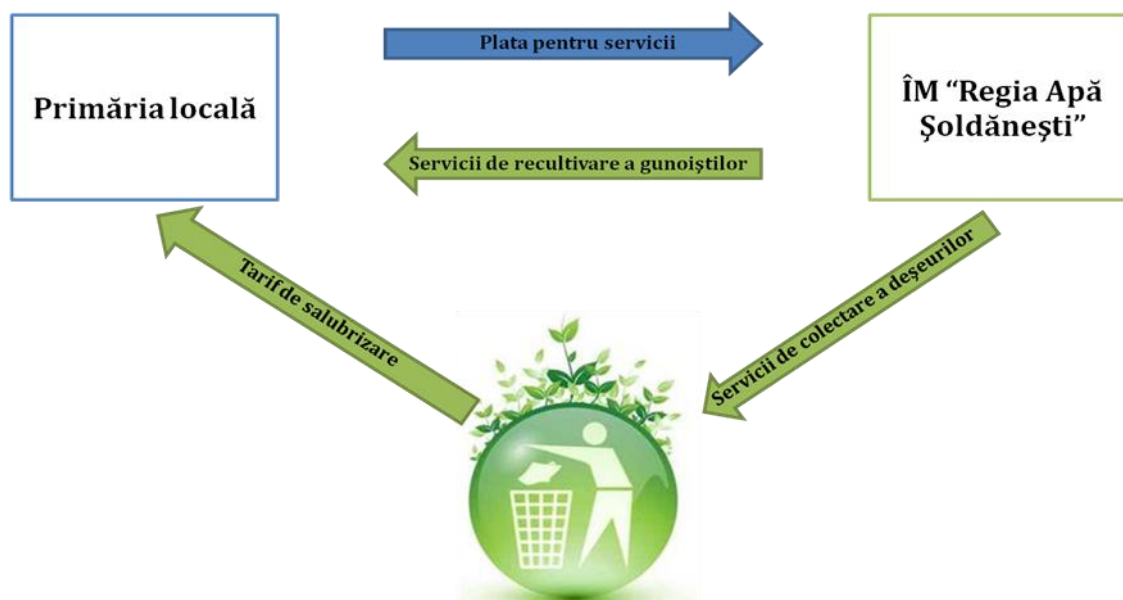 Plata pentru servicii
Primăria locală
ÎM “Regia Apă
Şoldăneşti”
Servicii de recultivare a gunoiştilor
Tarif de salubrizare
Servicii de colectare a deşeurilor